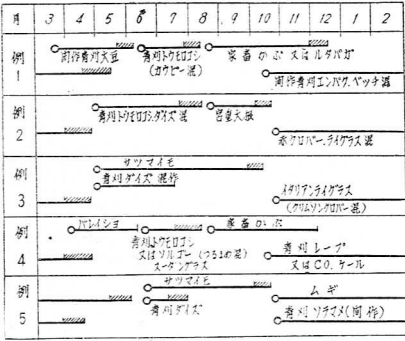 月 3 4 5 6 7 8 9 10 11 12 1 2
例1
間作青刈大豆
青刈トウモロコシ
(カウピー混)
家畜かぶ 又はルタバガ
間作青刈エンバク.ベッチ混
例2
青刈トウモロコシ.ダイズ混
宮重大根
赤クロバー.ライグラス混
例3
サツマイモ
青刈ダイズ混作
イタリアンライグラス
(クリムソンクロバー混)
例4
バレイショ
青刈トウモロコシ
又はソルゴー(つるまめ混)
スーダングラス
家畜かぶ
青刈レープ
又はCO.ケール
例5
サツマイモ
青刈ダイズ
ムギ
青刈ソラマメ(間作)